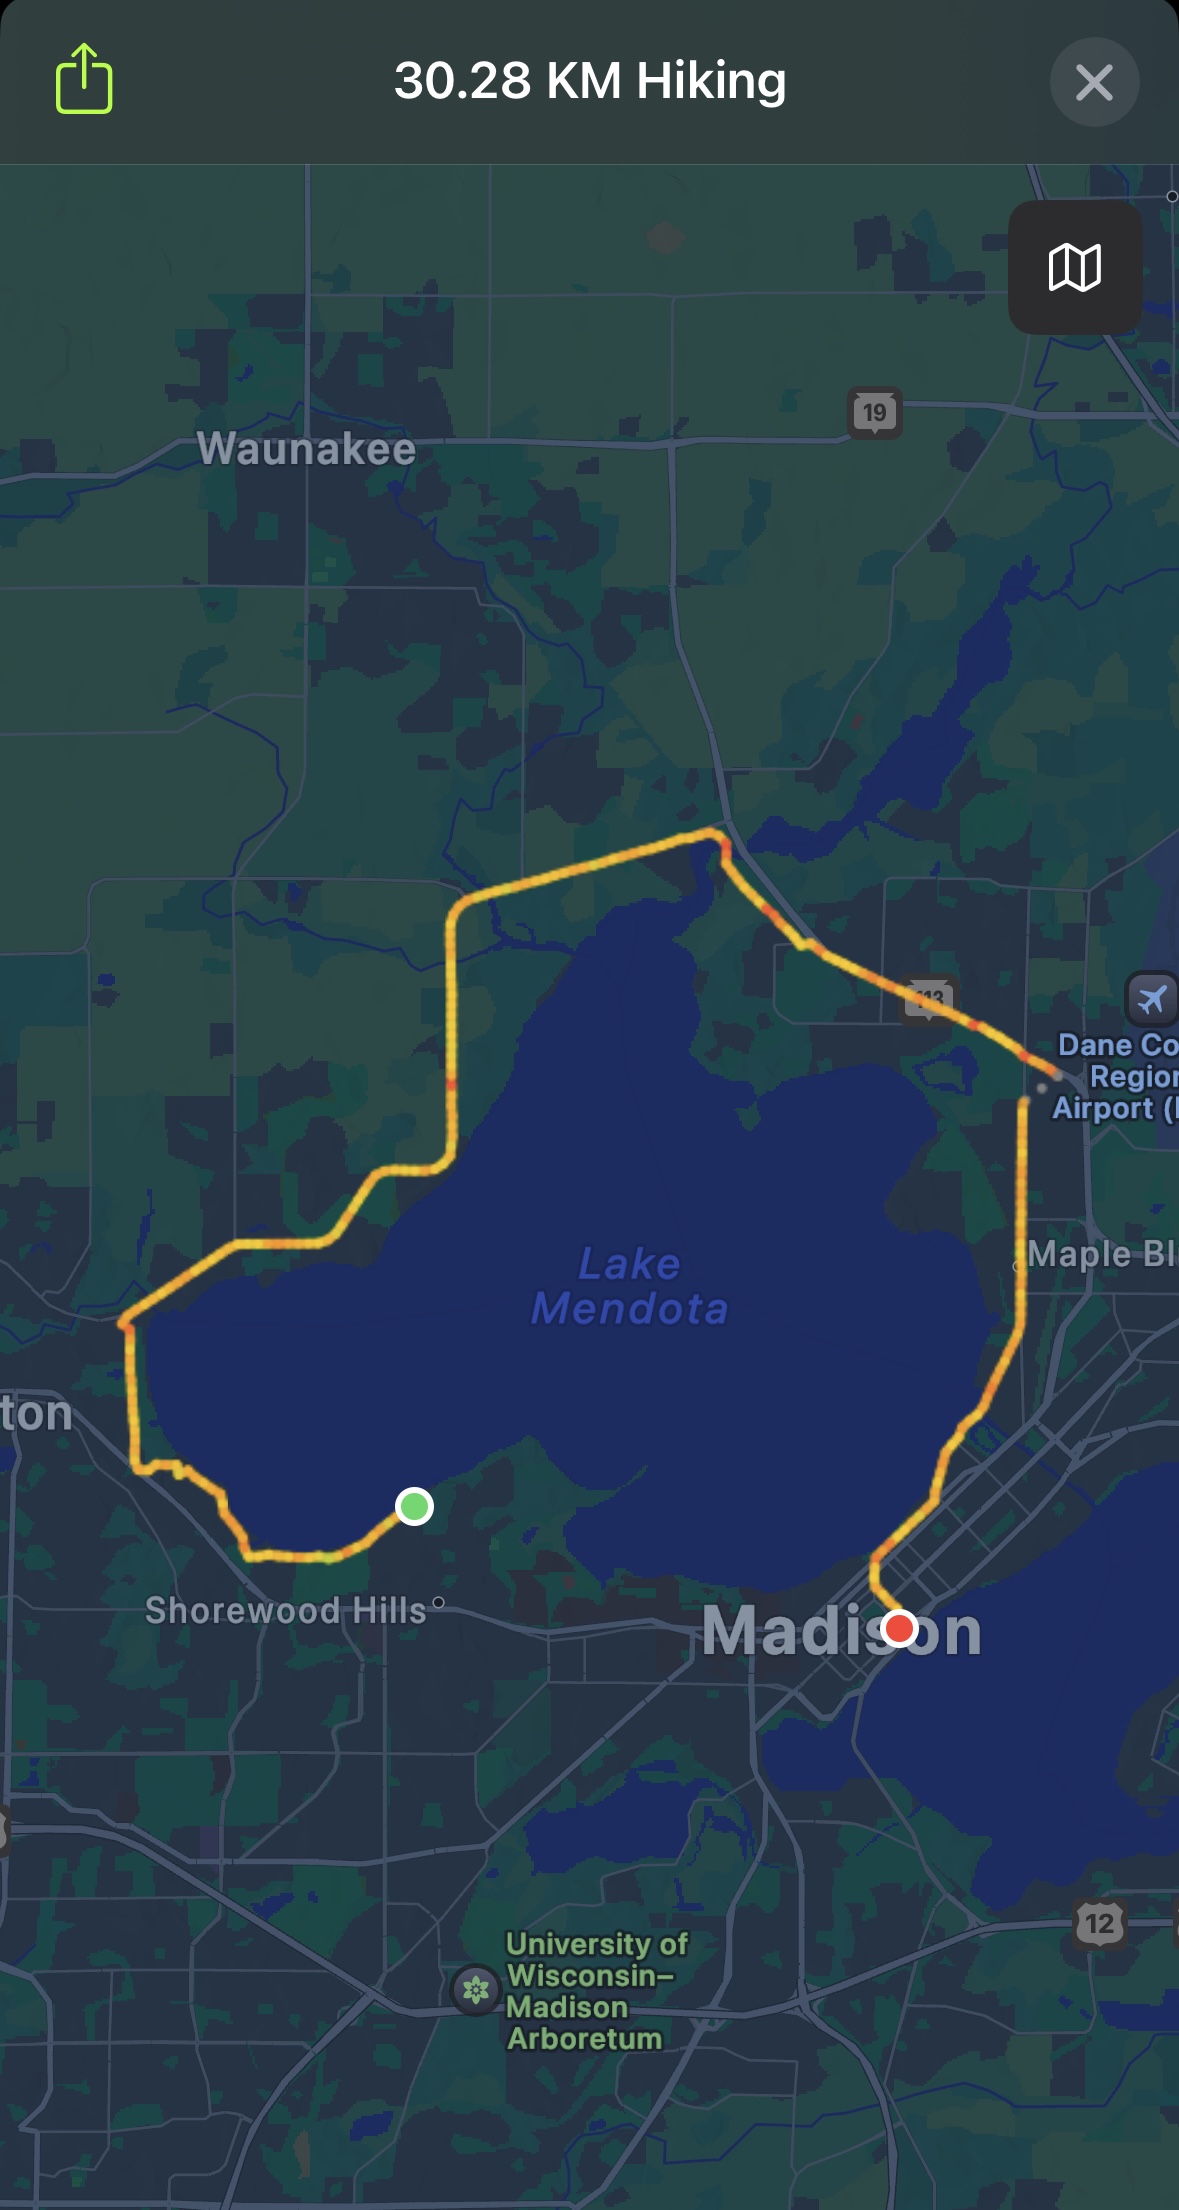 30.28 KM Hiking
19
Waunakee
113
Dane Co
Region
Airport (
Lake
Mendota
Maple Bl
ton
Shorewood Hills
Madison
12
University of
Wisconsin–
Madison
Arboretum